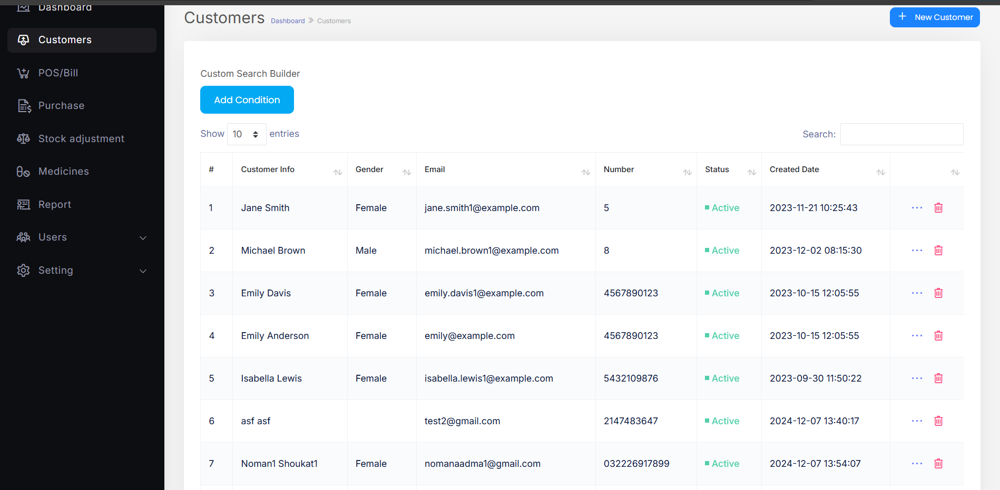 Dashboard
Customers
POS/Bill
Purchase
Stock adjustment
Medicines
Report
Users
Setting
Customers Dashboard » Customers
+ New Customer
Custom Search Builder
Add Condition
Show 10 entries
Search:
# Customer Info Gender Email Number Status Created Date
1 Jane Smith Female jane.smith1@example.com 5 Active 2023-11-21 10:25:43 ...
2 Michael Brown Male michael.brown1@example.com 8 Active 2023-12-02 08:15:30 ...
3 Emily Davis Female emily.davis1@example.com 4567890123 Active 2023-10-15 12:05:55 ...
4 Emily Anderson Female emily@example.com 4567890123 Active 2023-10-15 12:05:55 ...
5 Isabella Lewis Female isabella.lewis1@example.com 5432109876 Active 2023-09-30 11:50:22 ...
6 asf asf test2@gmail.com 2147483647 Active 2024-12-07 13:40:17 ...
7 Noman1 Shoukat1 Female nomanaadma1@gmail.com 032226917899 Active 2024-12-07 13:54:07 ...